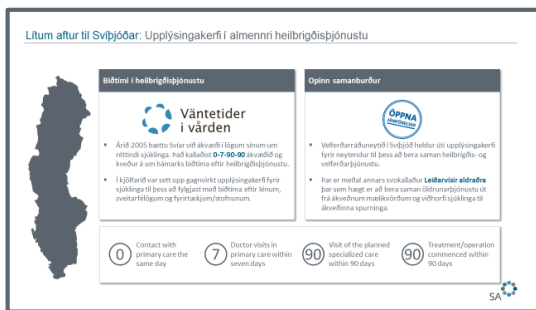 Lítum aftur til Svíþjóðar: Upplýsingakerfi í almennri heilbrigðisþjónustu
Biðtími í heilbrigðisþjónustu
Väntetider
i vården
Árið 2005 bættu Svíar við ákvæði í lögum sínum um
réttindi sjúklinga. Það kallaðist 0-7-90-90 ákvæðið og
kveður á um hámarks biðtíma eftir þjónustu.
Í kjölfarið var sett upp gagnvirkt upplýsingakerfi fyrir
sjúklinga til þess að fylgjast með biðtíma eftir lénum,
sveitarfélögum og fyrirtækjum/stofnunum.
Opinn samanburður
ÖPPNA
JÄMFÖRELSER
Velferðarráðuneytið í Svíþjóð heldur úti upplýsingakerfi
fyrir neytendur til þess að bera saman heilbrigðis- og
velferðarþjónustu.
Þar er meðal annars svokallaður Leiðarvísir aldraðra
þar sem hægt er að bera saman öldrunarþjónustu út
frá ákveðnum mælikvörðum og viðhorfi sjúklinga til
ákveðinna spurninga.
0
Contact with
primary care the
same day
7
Doctor visits in
primary care within
seven days
90
Visit of the planned
specialized care
within 90 days
90
Treatment/operation
commenced within
90 days
SA